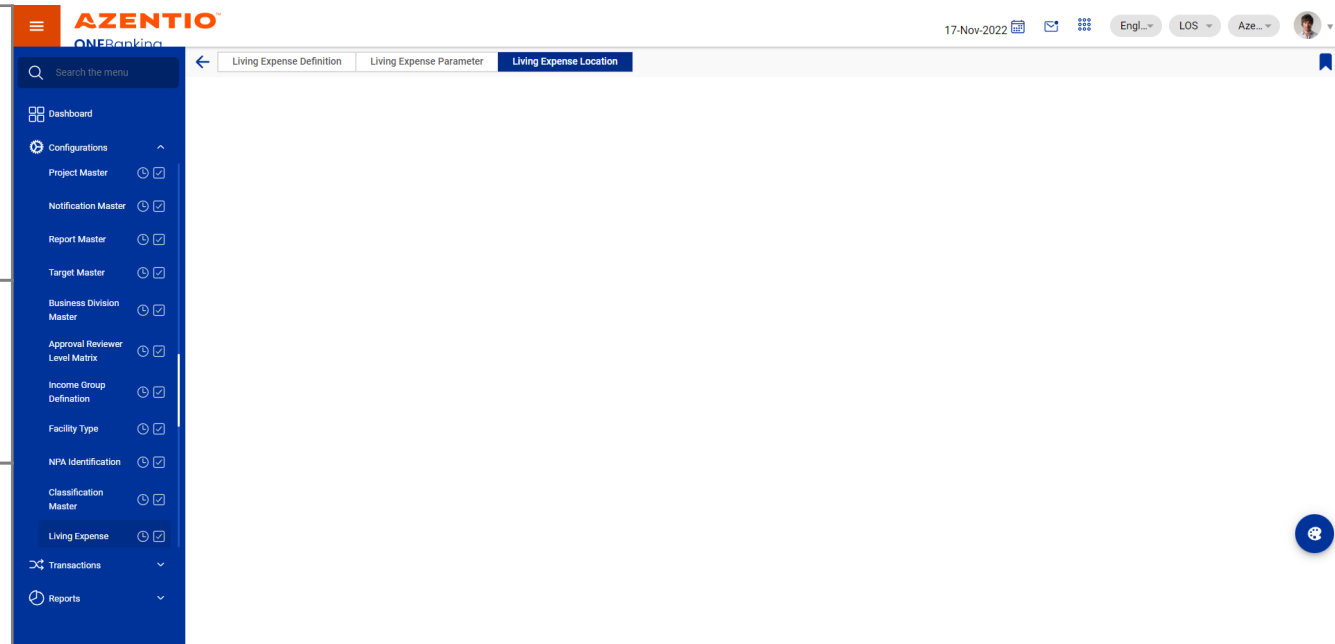 AZENTIO
ONEBanking
17-Nov-2022
Engl...
LOS
Aze...
Search the menu
Living Expense Definition
Living Expense Parameter
Living Expense Location
Dashboard
Configurations
Project Master
Notification Master
Report Master
Target Master
Business Division
Master
Approval Reviewer
Level Matrix
Income Group
Defination
Facility Type
NPA Identification
Classification
Master
Living Expense
Transactions
Reports